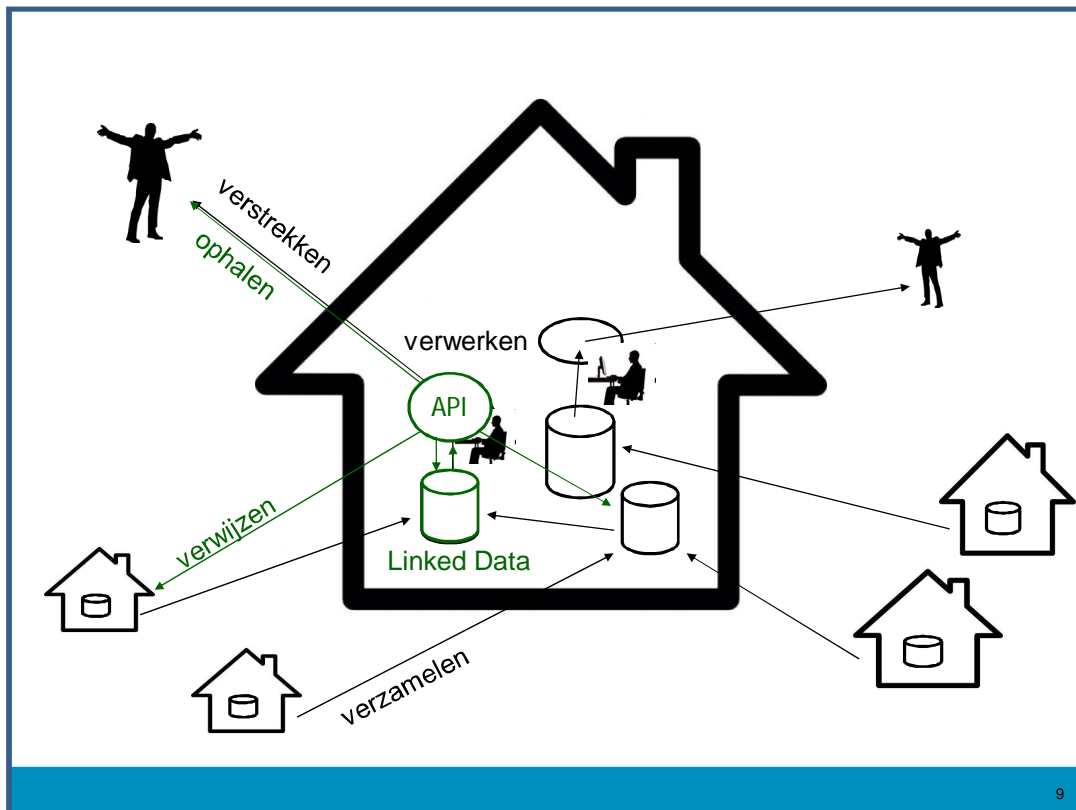 verstrekken
ophalen
verwerken
API
verwijzen
Linked Data
verzamelen
9